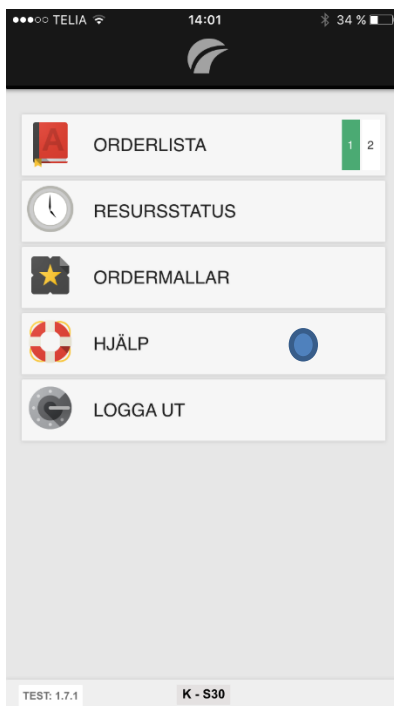 TELIA 14:01 34 %
ORDERLISTA 1 2
RESURSSTATUS
ORDERMALLAR
HJÄLP
LOGGA UT
TEST: 1.7.1 K - S30